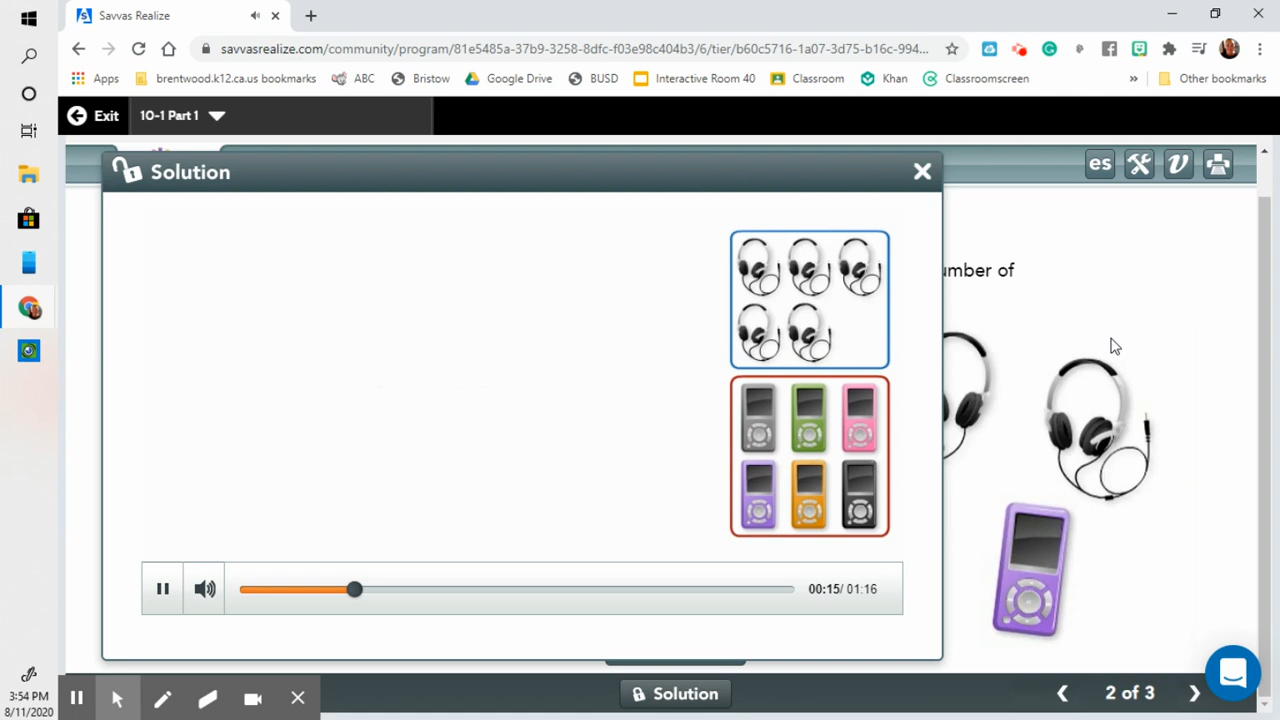 Savvas Realize
savvasrealize.com/community/program/81e5485a-37b9-3258-8dfc-f03e98c404b3/6/tier/b60c5716-1a07-3d75-b16c-994...
Apps brentwood.k12.ca.us bookmarks ABC Bristow Google Drive BUSD Interactive Room 40 Classroom Khan Classroomscreen » Other bookmarks
Exit 10-1 Part 1
Solution
es
umber of
00:15/ 01:16
Solution
2 of 3
3:54 PM
8/11/2020